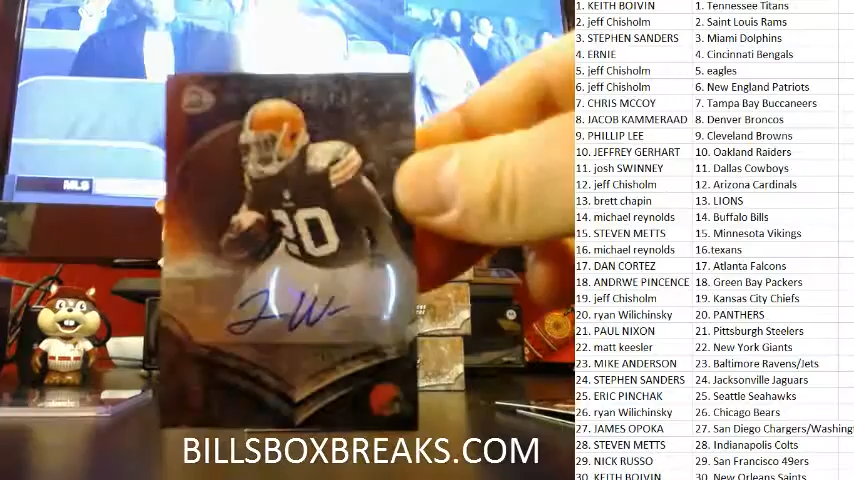 MLS
20
BILLSBOXBREAKS.COM
1. KEITH BOIVIN 1. Tennessee Titans
2. jeff Chisholm 2. Saint Louis Rams
3. STEPHEN SANDERS 3. Miami Dolphins
4. ERNIE 4. Cincinnati Bengals
5. jeff Chisholm 5. eagles
6. jeff Chisholm 6. New England Patriots
7. CHRIS MCCOY 7. Tampa Bay Buccaneers
8. JACOB KAMMERAAD 8. Denver Broncos
9. PHILLIP LEE 9. Cleveland Browns
10. JEFFREY GERHART 10. Oakland Raiders
11. josh SWINNEY 11. Dallas Cowboys
12. jeff Chisholm 12. Arizona Cardinals
13. brett chapin 13. LIONS
14. michael reynolds 14. Buffalo Bills
15. STEVEN METTS 15. Minnesota Vikings
16. michael reynolds 16.texans
17. DAN CORTEZ 17. Atlanta Falcons
18. ANDRWE PINCENCE 18. Green Bay Packers
19. jeff Chisholm 19. Kansas City Chiefs
20. ryan Wilichinsky 20. PANTHERS
21. PAUL NIXON 21. Pittsburgh Steelers
22. matt keesler 22. New York Giants
23. MIKE ANDERSON 23. Baltimore Ravens/Jets
24. STEPHEN SANDERS 24. Jacksonville Jaguars
25. ERIC PINCHAK 25. Seattle Seahawks
26. ryan Wilichinsky 26. Chicago Bears
27. JAMES OPOKA 27. San Diego Chargers/Washing
28. STEVEN METTS 28. Indianapolis Colts
29. NICK RUSSO 29. San Francisco 49ers
30. KEITH BOIVIN 30. New Orleans Saints